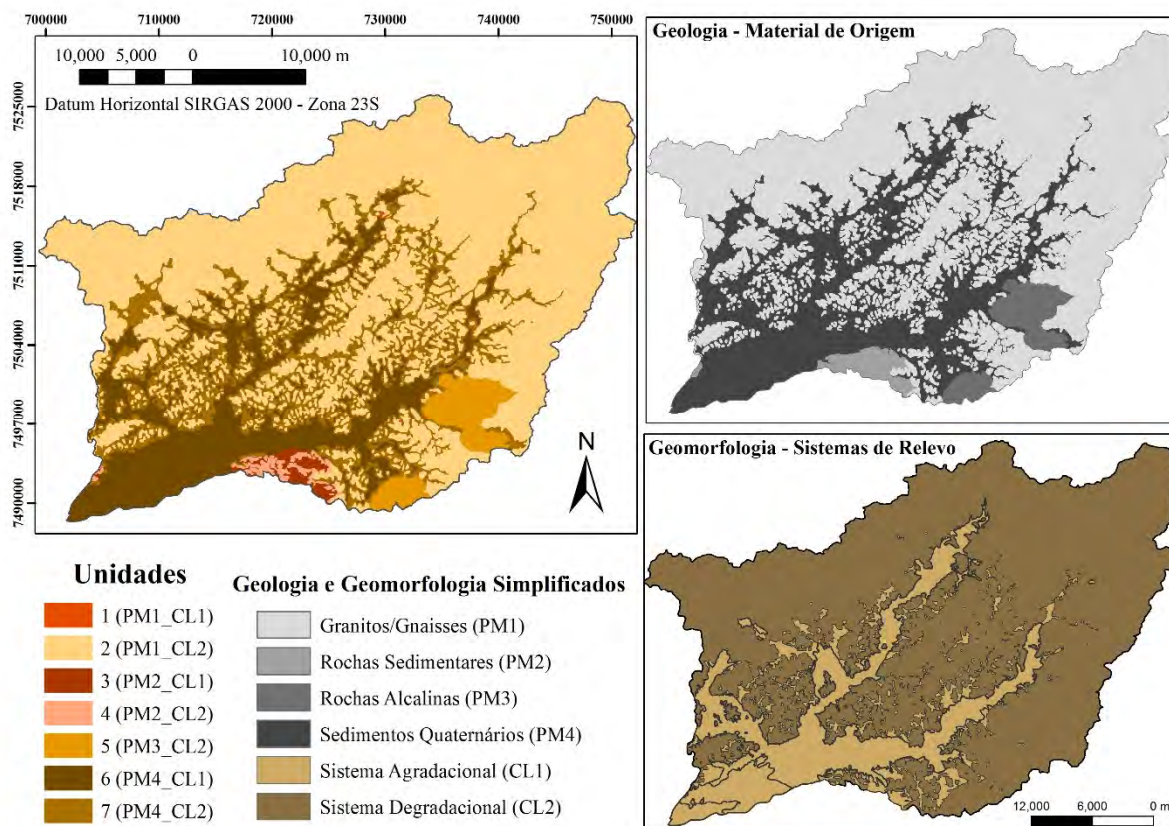 700000 710000 720000 730000 740000 750000
10,000 5,000 0 10,000 m
Datum Horizontal SIRGAS 2000 - Zona 23S
7525000
7518000
7511000
7504000
7497000
7490000
N
Geologia - Material de Origem
Geomorfologia - Sistemas de Relevo
12,000 6,000 0 m
Unidades
1 (PM1_CL1)
2 (PM1_CL2)
3 (PM2_CL1)
4 (PM2_CL2)
5 (PM3_CL2)
6 (PM4_CL1)
7 (PM4_CL2)
Geologia e Geomorfologia Simplificados
Granitos/Gnaisses (PM1)
Rochas Sedimentares (PM2)
Rochas Alcalinas (PM3)
Sedimentos Quaternários (PM4)
Sistema Agradacional (CL1)
Sistema Degradacional (CL2)